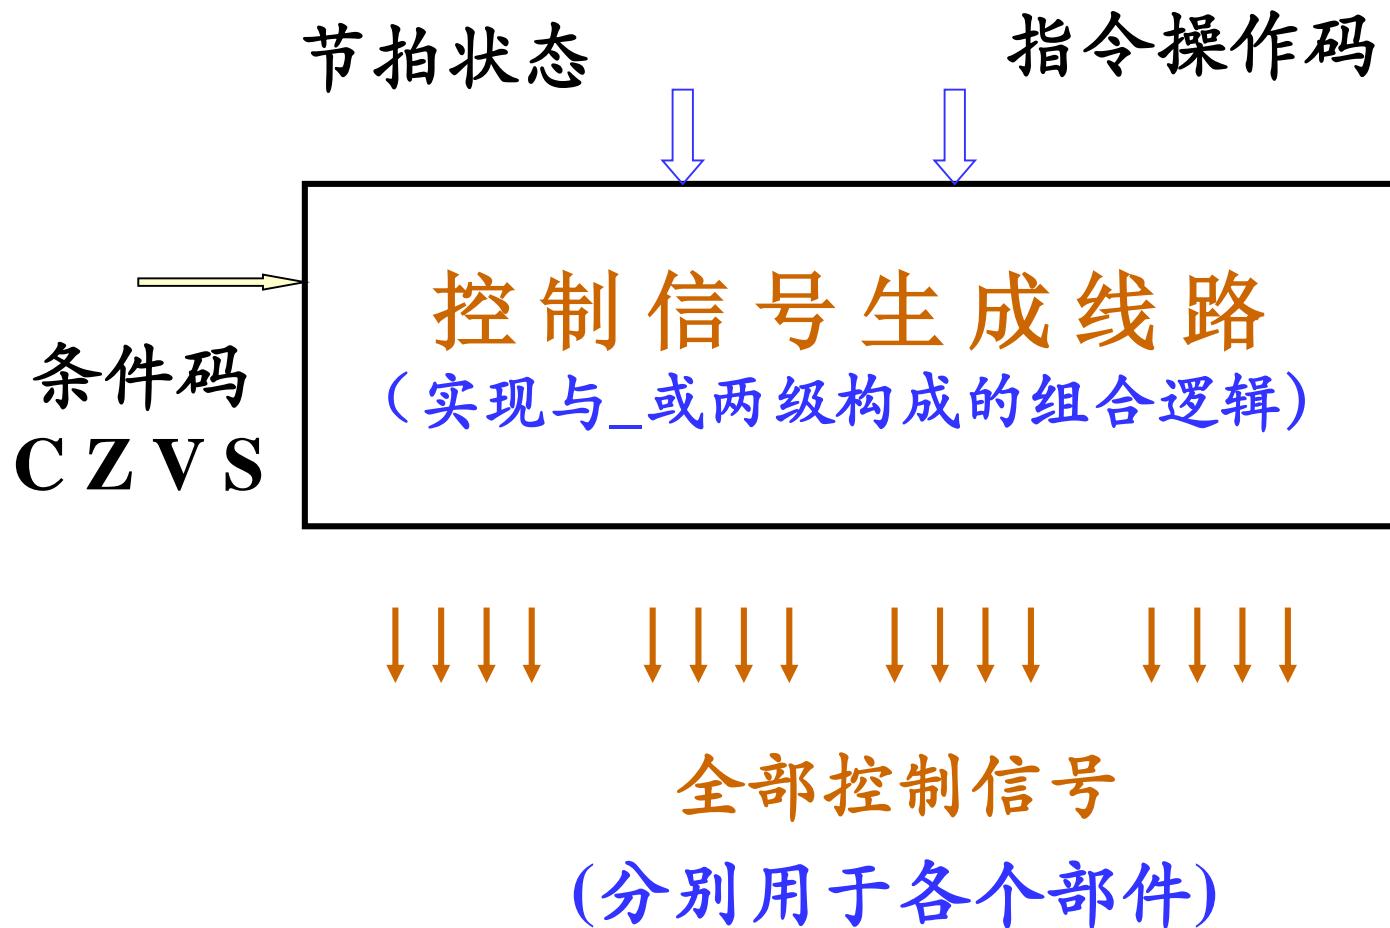 节拍状态
指令操作码
控制信号生成线路
（实现与_或两级构成的组合逻辑）
条件码
C Z V S
全部控制信号
(分别用于各个部件)